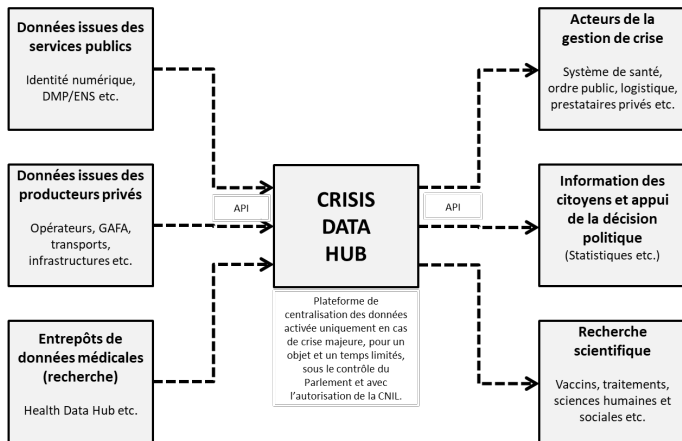 Données issues des
services publics
Identité numérique,
DMP/ENS etc.
Données issues des
producteurs privés
Opérateurs, GAFA,
transports,
infrastructures etc.
Entrepôts de
données médicales
(recherche)
Health Data Hub etc.
API
CRISIS
DATA
HUB
Plateforme de
centralisation des données
activée uniquement en cas
de crise majeure, pour un
objet et un temps limités,
sous le contrôle du
Parlement et avec
l’autorisation de la CNIL.
API
Acteurs de la
gestion de crise
Système de santé,
ordre public, logistique,
prestataires privés etc.
Information des
citoyens et appui
de la décision
politique
(Statistiques etc.)
Recherche
scientifique
Vaccins, traitements,
sciences humaines et
sociales etc.